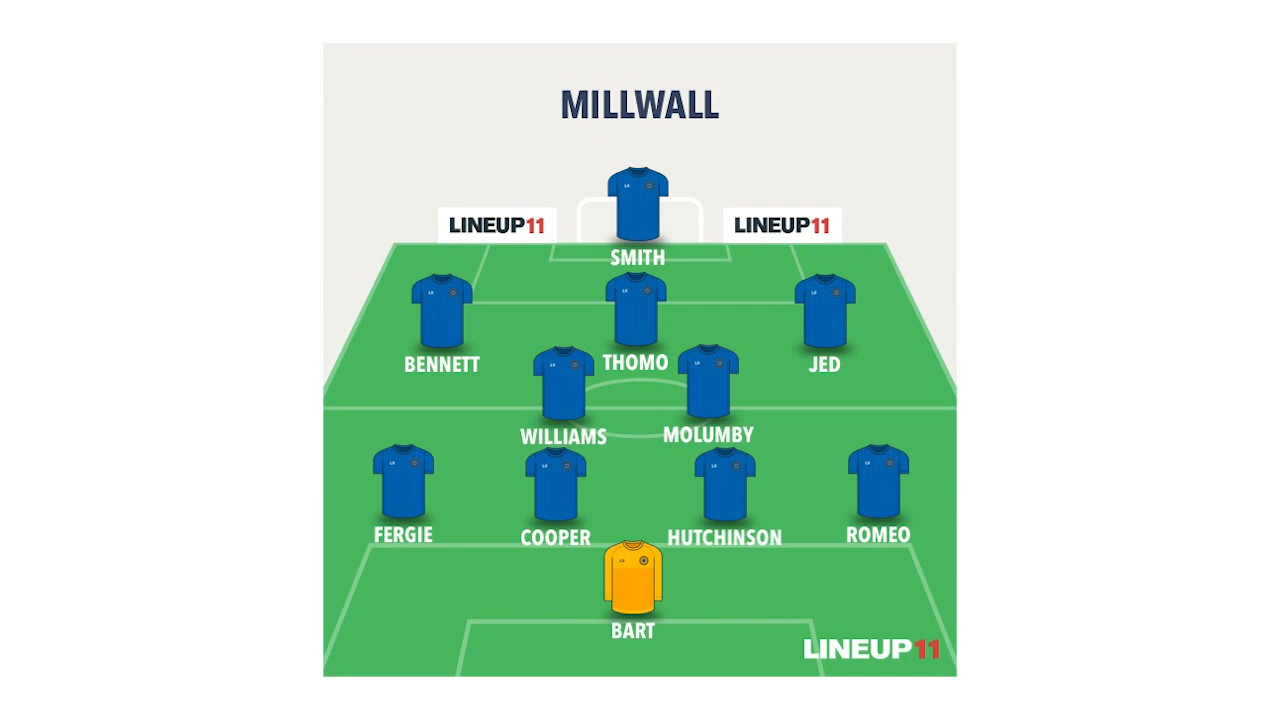 MILLWALL
LINEUP11
LINEUP11
SMITH
BENNETT
THOMO
JED
WILLIAMS
MOLUMBY
FERGIE
COOPER
HUTCHINSON
ROMEO
BART
LINEUP11